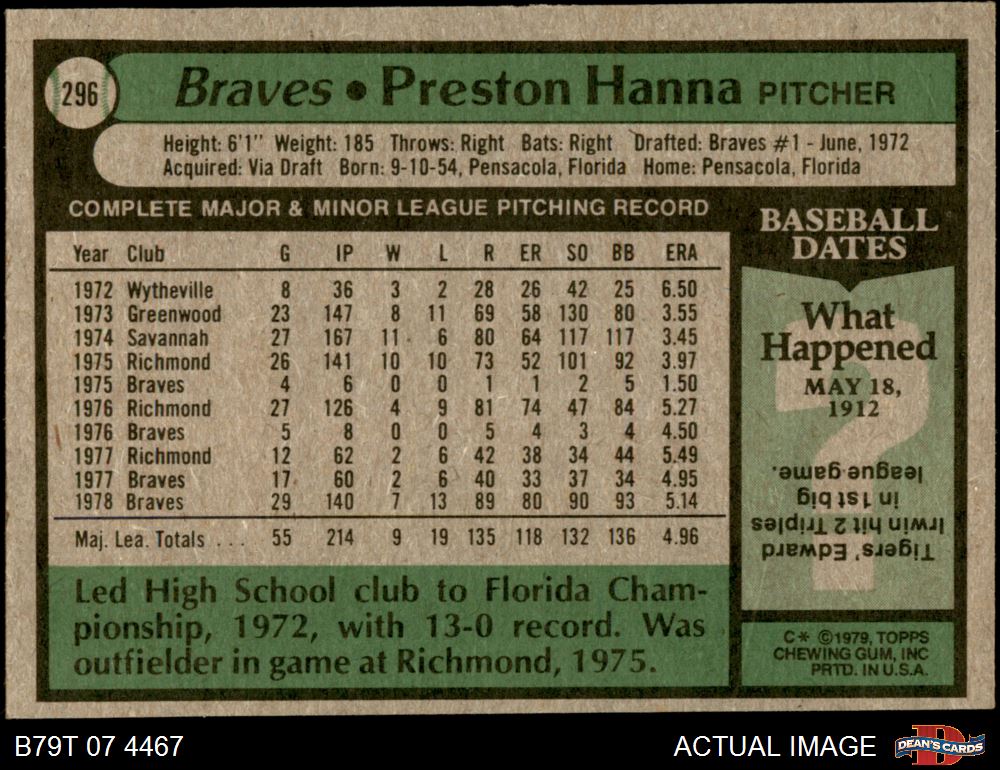 296
Braves • Preston Hanna PITCHER
Height: 6'1" Weight: 185 Throws: Right Bats: Right Drafted: Braves #1 - June, 1972
Acquired: Via Draft Born: 9-10-54, Pensacola, Florida Home: Pensacola, Florida
COMPLETE MAJOR & MINOR LEAGUE PITCHING RECORD
Year Club G IP W L R ER SO BB ERA
1972 Wytheville 8 36 3 2 28 26 42 25 6.50
1973 Greenwood 23 147 8 11 69 58 130 80 3.55
1974 Savannah 27 167 11 6 80 64 117 117 3.45
1975 Richmond 26 141 10 10 73 52 101 92 3.97
1975 Braves 4 6 0 0 1 1 2 5 1.50
1976 Richmond 27 126 4 9 81 74 47 84 5.27
1976 Braves 5 8 0 0 5 4 3 4 4.50
1977 Richmond 12 62 2 6 42 38 34 44 5.49
1977 Braves 17 60 2 6 40 33 37 34 4.95
1978 Braves 29 140 7 13 89 80 90 93 5.14
Maj. Lea. Totals ... 55 214 9 19 135 118 132 136 4.96
Led High School club to Florida Cham-
pionship, 1972, with 13-0 record. Was
outfielder in game at Richmond, 1975.
BASEBALL
DATES
What
Happened
MAY 18,
1912
Tigers' Edward
Irwin hit 2 Triples
in 1st big
league game.
C* ©1979, TOPPS
CHEWING GUM, INC
PRTD. IN U.S.A.
B79T 07 4467
ACTUAL IMAGE
D
DEAN'S CARDS